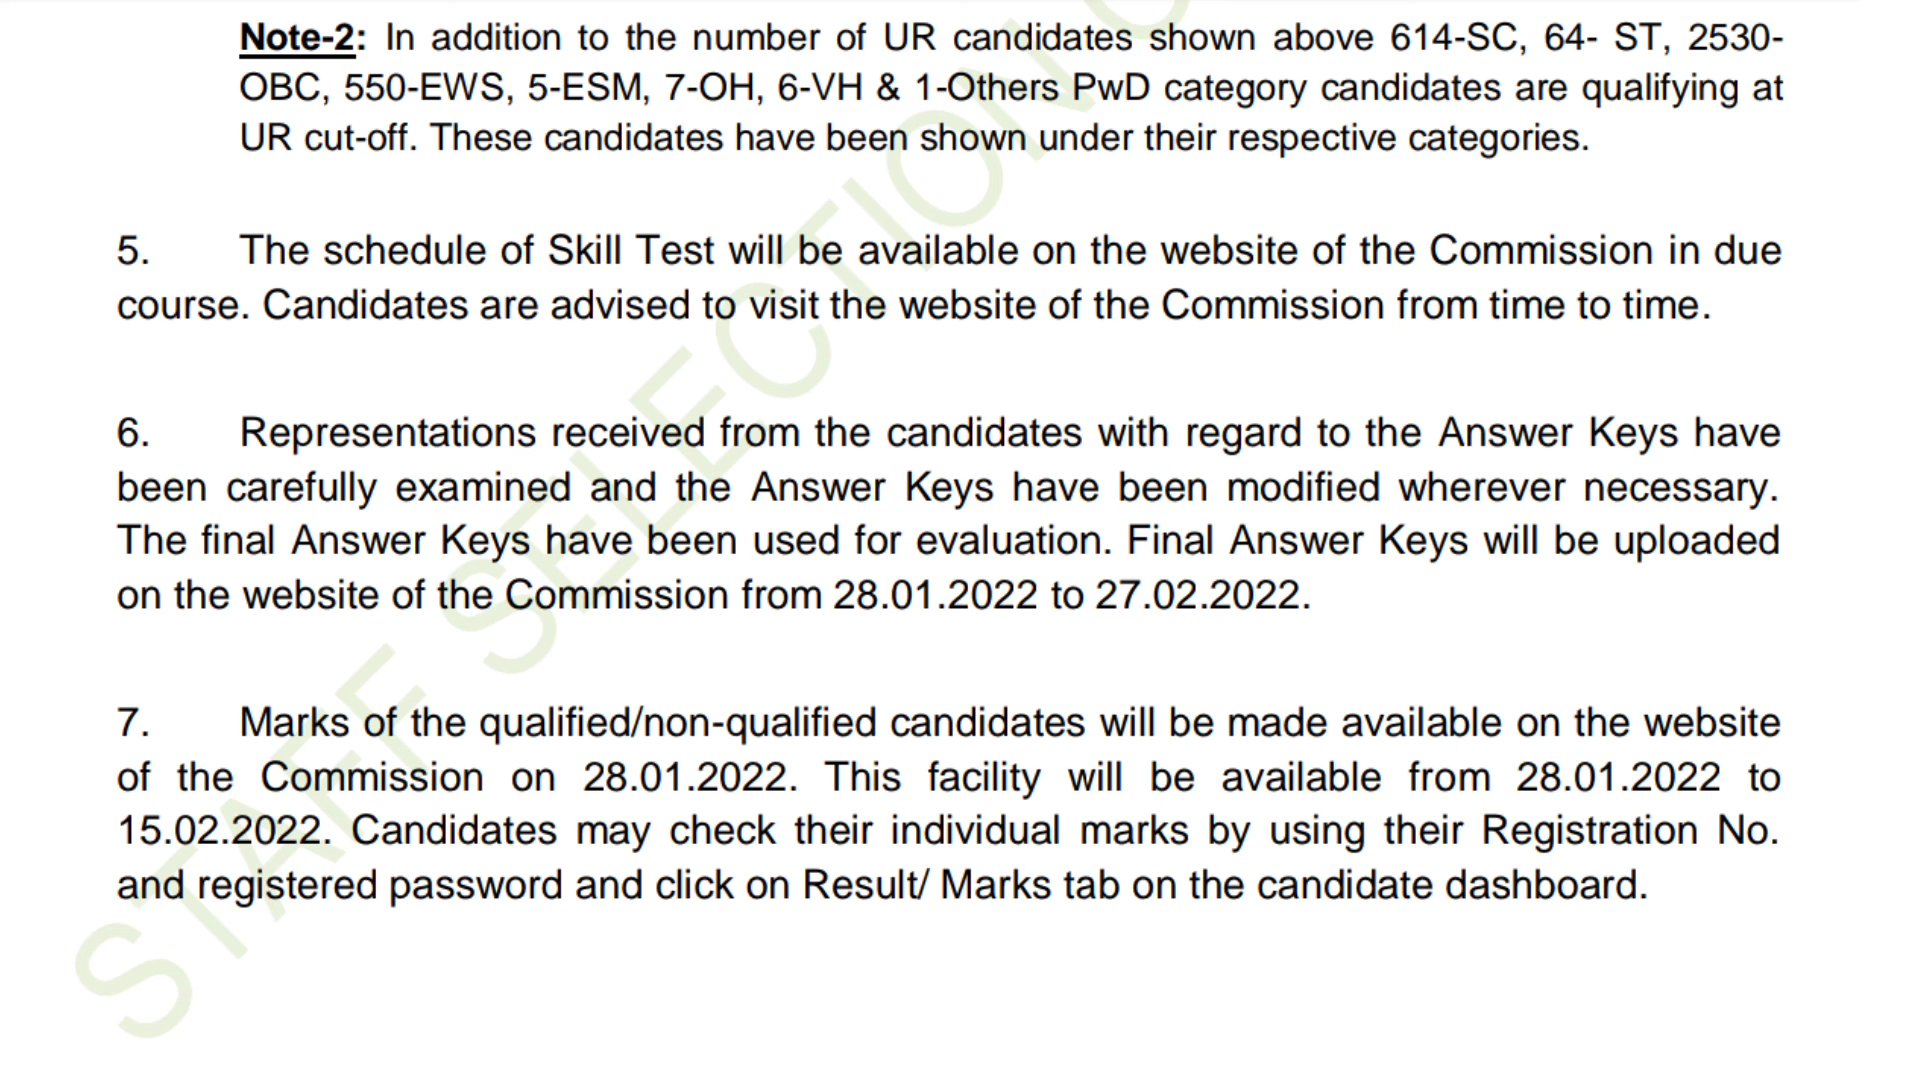 Note-2: In addition to the number of UR candidates shown above 614-SC, 64- ST, 2530-
OBC, 550-EWS, 5-ESM, 7-OH, 6-VH & 1-Others PwD category candidates are qualifying at
UR cut-off. These candidates have been shown under their respective categories.
5. The schedule of Skill Test will be available on the website of the Commission in due
course. Candidates are advised to visit the website of the Commission from time to time.
6. Representations received from the candidates with regard to the Answer Keys have
been carefully examined and the Answer Keys have been modified wherever necessary.
The final Answer Keys have been used for evaluation. Final Answer Keys will be uploaded
on the website of the Commission from 28.01.2022 to 27.02.2022.
7. Marks of the qualified/non-qualified candidates will be made available on the website
of the Commission on 28.01.2022. This facility will be available from 28.01.2022 to
15.02.2022. Candidates may check their individual marks by using their Registration No.
and registered password and click on Result/ Marks tab on the candidate dashboard.
STAFF SELECTION